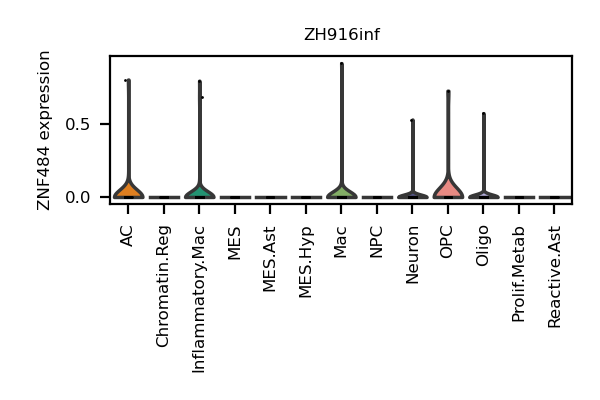 ZH916inf
ZNF484 expression
0.5
0.0
AC
Chromatin.Reg
Inflammatory.Mac
MES
MES.Ast
MES.Hyp
Mac
NPC
Neuron
OPC
Oligo
Prolif.Metab
Reactive.Ast